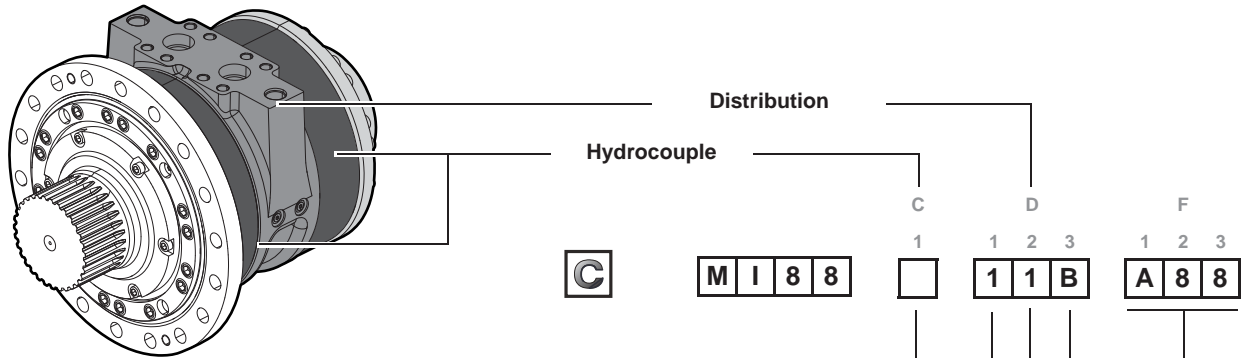 Distribution
Hydrocouple
C D F
1 1 2 3 1 2 3
C M I 8 8 1 1 B A 8 8